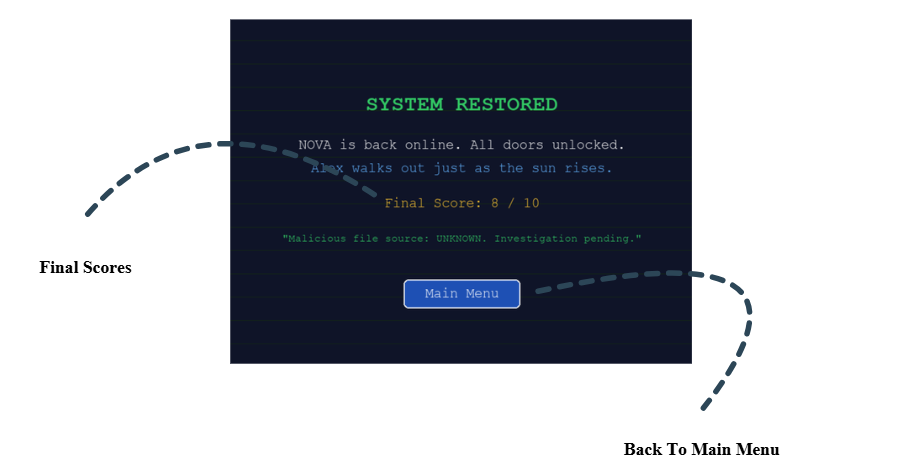 SYSTEM RESTORED
NOVA is back online. All doors unlocked.
Alex walks out just as the sun rises.
Final Score: 8 / 10
"Malicious file source: UNKNOWN. Investigation pending."
Final Scores
Main Menu
Back To Main Menu